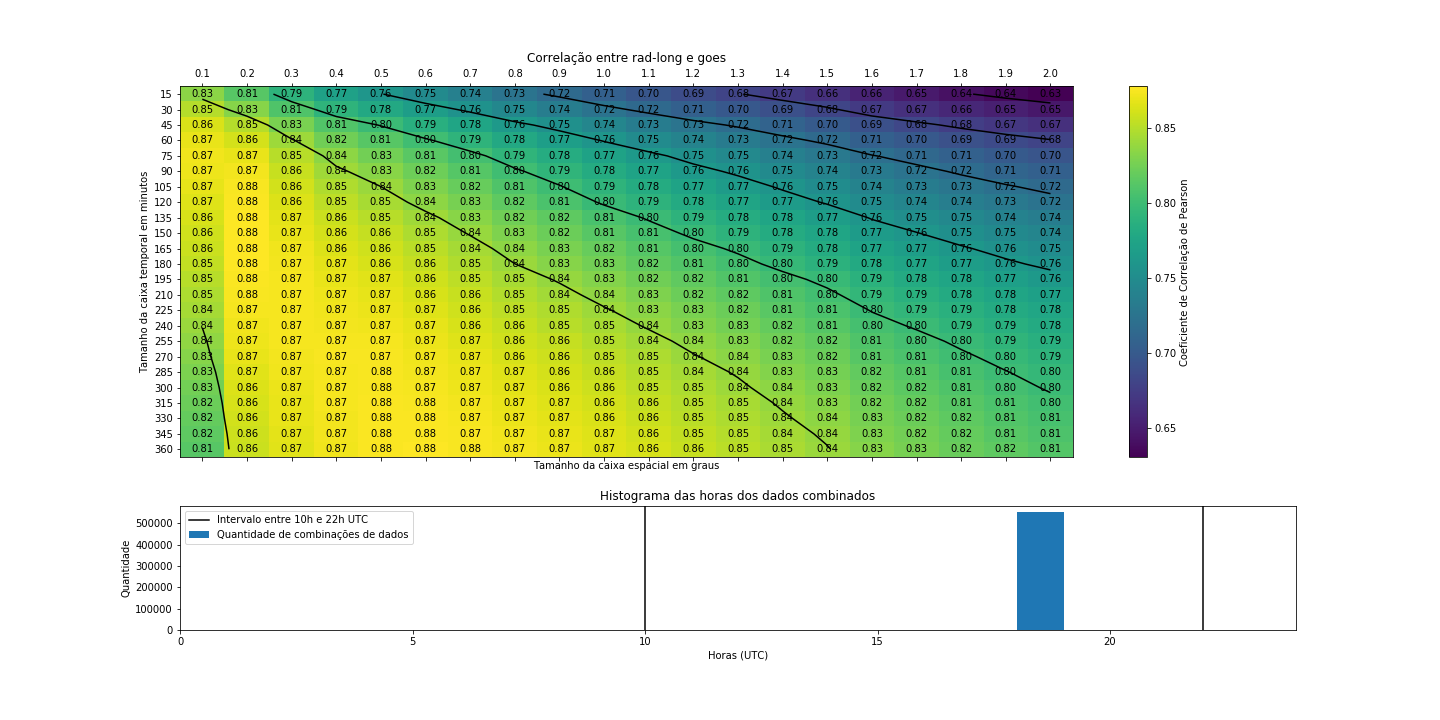 Correlação entre rad-long e goes
0.1 0.2 0.3 0.4 0.5 0.6 0.7 0.8 0.9 1.0 1.1 1.2 1.3 1.4 1.5 1.6 1.7 1.8 1.9 2.0
15 0.83 0.81 0.79 0.77 0.76 0.75 0.74 0.73 0.72 0.71 0.70 0.69 0.68 0.67 0.66 0.66 0.65 0.64 0.64 0.63
30 0.85 0.83 0.81 0.79 0.78 0.77 0.76 0.75 0.74 0.72 0.72 0.71 0.70 0.69 0.68 0.67 0.67 0.66 0.65 0.65
45 0.86 0.85 0.83 0.81 0.80 0.79 0.78 0.76 0.75 0.74 0.73 0.73 0.72 0.71 0.70 0.69 0.68 0.68 0.67 0.67
60 0.87 0.86 0.84 0.82 0.81 0.80 0.79 0.78 0.77 0.76 0.75 0.74 0.73 0.72 0.72 0.71 0.70 0.69 0.69 0.68
75 0.87 0.87 0.85 0.84 0.83 0.81 0.80 0.79 0.78 0.77 0.76 0.75 0.75 0.74 0.73 0.72 0.71 0.71 0.70 0.70
90 0.87 0.87 0.86 0.84 0.83 0.82 0.81 0.80 0.79 0.78 0.77 0.76 0.76 0.75 0.74 0.73 0.72 0.72 0.71 0.71
105 0.87 0.88 0.86 0.85 0.84 0.83 0.82 0.81 0.80 0.79 0.78 0.77 0.77 0.76 0.75 0.74 0.73 0.73 0.72 0.72
120 0.87 0.88 0.86 0.85 0.85 0.84 0.83 0.82 0.81 0.80 0.79 0.78 0.77 0.77 0.76 0.75 0.74 0.74 0.73 0.72
135 0.86 0.88 0.87 0.86 0.85 0.84 0.83 0.82 0.82 0.81 0.80 0.79 0.78 0.78 0.77 0.76 0.75 0.75 0.74 0.74
150 0.86 0.88 0.87 0.86 0.86 0.85 0.84 0.83 0.82 0.81 0.81 0.80 0.79 0.78 0.78 0.77 0.76 0.75 0.75 0.74
165 0.86 0.88 0.87 0.86 0.86 0.85 0.84 0.84 0.83 0.82 0.81 0.80 0.80 0.79 0.78 0.77 0.77 0.76 0.76 0.75
180 0.85 0.88 0.87 0.87 0.86 0.86 0.85 0.84 0.83 0.83 0.82 0.81 0.80 0.80 0.79 0.78 0.77 0.77 0.76 0.76
195 0.85 0.88 0.87 0.87 0.87 0.86 0.85 0.85 0.84 0.83 0.82 0.82 0.81 0.80 0.80 0.79 0.78 0.78 0.77 0.76
210 0.85 0.88 0.87 0.87 0.87 0.86 0.86 0.85 0.84 0.84 0.83 0.82 0.82 0.81 0.80 0.79 0.79 0.78 0.78 0.77
225 0.84 0.87 0.87 0.87 0.87 0.87 0.86 0.85 0.85 0.84 0.83 0.83 0.82 0.81 0.81 0.80 0.79 0.79 0.78 0.78
240 0.84 0.87 0.87 0.87 0.87 0.87 0.86 0.86 0.85 0.85 0.84 0.83 0.83 0.82 0.81 0.80 0.80 0.79 0.79 0.78
255 0.84 0.87 0.87 0.87 0.87 0.87 0.87 0.86 0.86 0.85 0.84 0.84 0.83 0.82 0.82 0.81 0.80 0.80 0.79 0.79
270 0.83 0.87 0.87 0.87 0.87 0.87 0.87 0.86 0.86 0.85 0.85 0.84 0.84 0.83 0.82 0.81 0.81 0.80 0.80 0.79
285 0.83 0.87 0.87 0.87 0.88 0.87 0.87 0.87 0.86 0.86 0.85 0.84 0.84 0.83 0.83 0.82 0.81 0.81 0.80 0.80
300 0.83 0.86 0.87 0.87 0.88 0.87 0.87 0.87 0.86 0.86 0.85 0.85 0.84 0.84 0.83 0.82 0.82 0.81 0.80 0.80
315 0.82 0.86 0.87 0.87 0.88 0.88 0.87 0.87 0.87 0.86 0.86 0.85 0.85 0.84 0.83 0.82 0.82 0.81 0.81 0.80
330 0.82 0.86 0.87 0.87 0.88 0.88 0.87 0.87 0.87 0.86 0.86 0.85 0.85 0.84 0.84 0.83 0.82 0.82 0.81 0.81
345 0.82 0.86 0.87 0.87 0.88 0.88 0.87 0.87 0.87 0.87 0.86 0.86 0.85 0.84 0.84 0.83 0.82 0.82 0.81 0.81
360 0.81 0.86 0.87 0.87 0.88 0.88 0.88 0.87 0.87 0.87 0.86 0.86 0.85 0.85 0.84 0.83 0.83 0.82 0.82 0.81
Tamanho da caixa temporal em minutos
Tamanho da caixa espacial em graus
0.85
0.80
0.75
0.70
0.65
Coeficiente de Correlação de Pearson
Histograma das horas dos dados combinados
Intervalo entre 10h e 22h UTC
Quantidade de combinações de dados
500000
400000
300000
200000
100000
0
Quantidade
0 5 10 15 20
Horas (UTC)